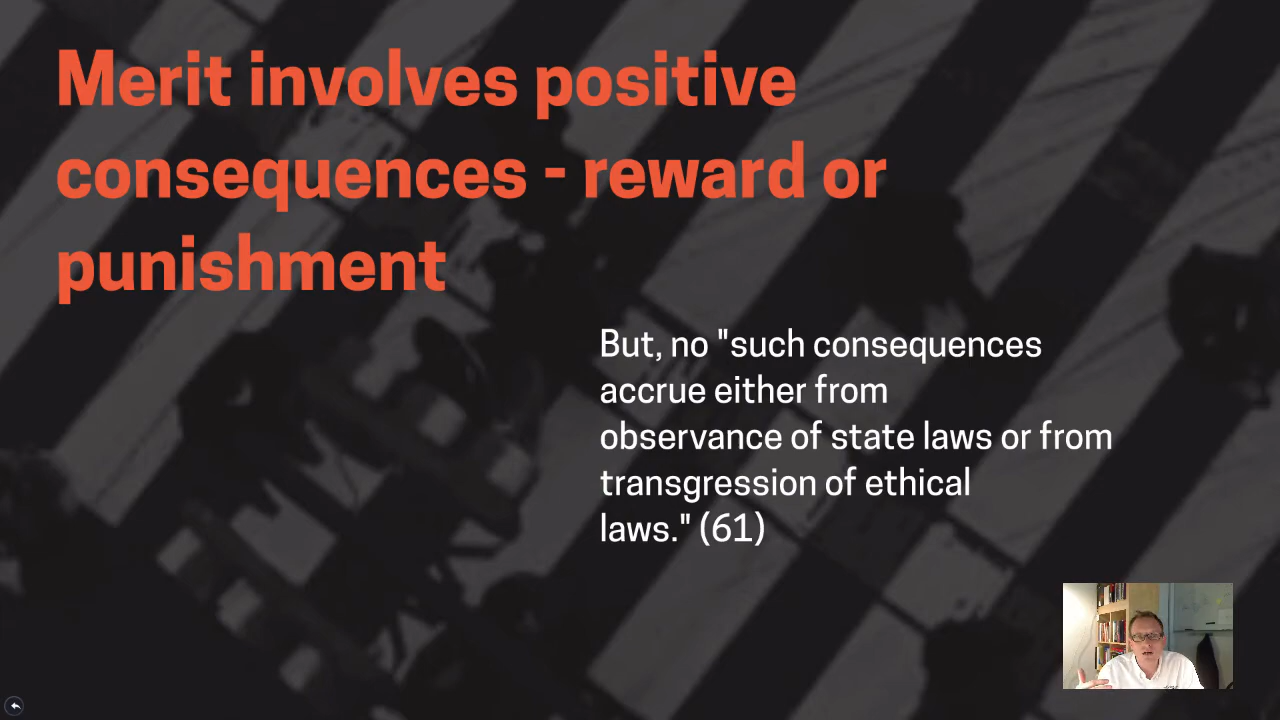 Merit involves positive
consequences - reward or
punishment
But, no "such consequences
accrue either from
observance of state laws or from
transgression of ethical
laws." (61)